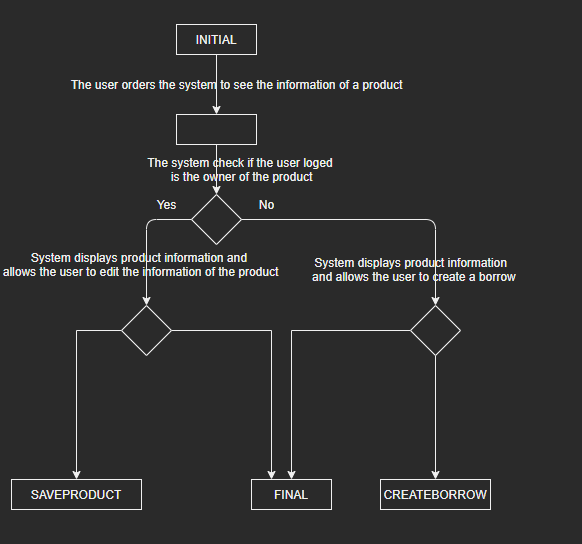 INITIAL
The user orders the system to see the information of a product
The system check if the user loged
is the owner of the product
Yes
No
System displays product information and
allows the user to edit the information of the product
System displays product information
and allows the user to create a borrow
SAVEPRODUCT
FINAL
CREATEBORROW